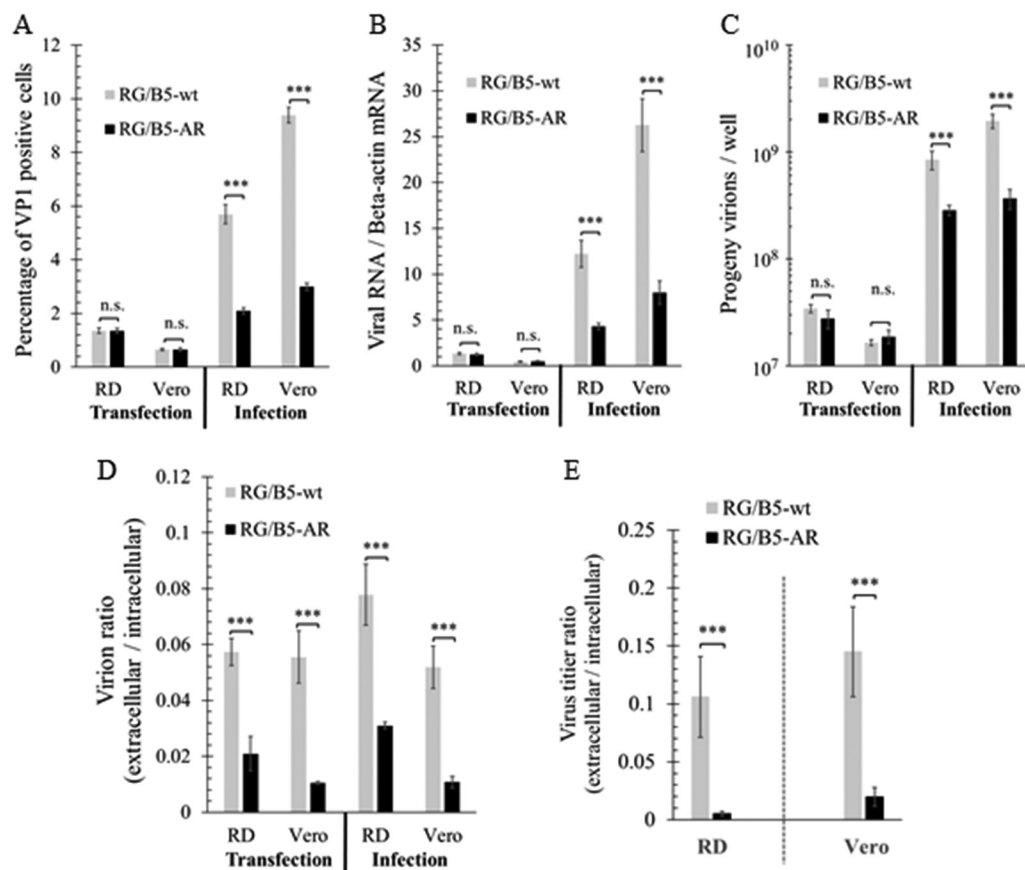 A
Percentage of VP1 positive cells
12
10
8
6
4
2
0
RG/B5-wt
RG/B5-AR
n.s.
n.s.
***
***
RD Vero RD Vero
Transfection Infection
B
Viral RNA / Beta-actin mRNA
35
30
25
20
15
10
5
0
RG/B5-wt
RG/B5-AR
n.s.
n.s.
***
***
RD Vero RD Vero
Transfection Infection
C
Progeny virions / well
10¹⁰
10⁹
10⁸
10⁷
RG/B5-wt
RG/B5-AR
n.s.
n.s.
***
***
RD Vero RD Vero
Transfection Infection
D
Virion ratio
(extracellular / intracellular)
0.12
0.1
0.08
0.06
0.04
0.02
0
RG/B5-wt
RG/B5-AR
***
***
***
***
RD Vero RD Vero
Transfection Infection
E
Virus titier ratio
(extracellular / intracellular)
0.25
0.2
0.15
0.1
0.05
0
RG/B5-wt
RG/B5-AR
***
***
RD Vero